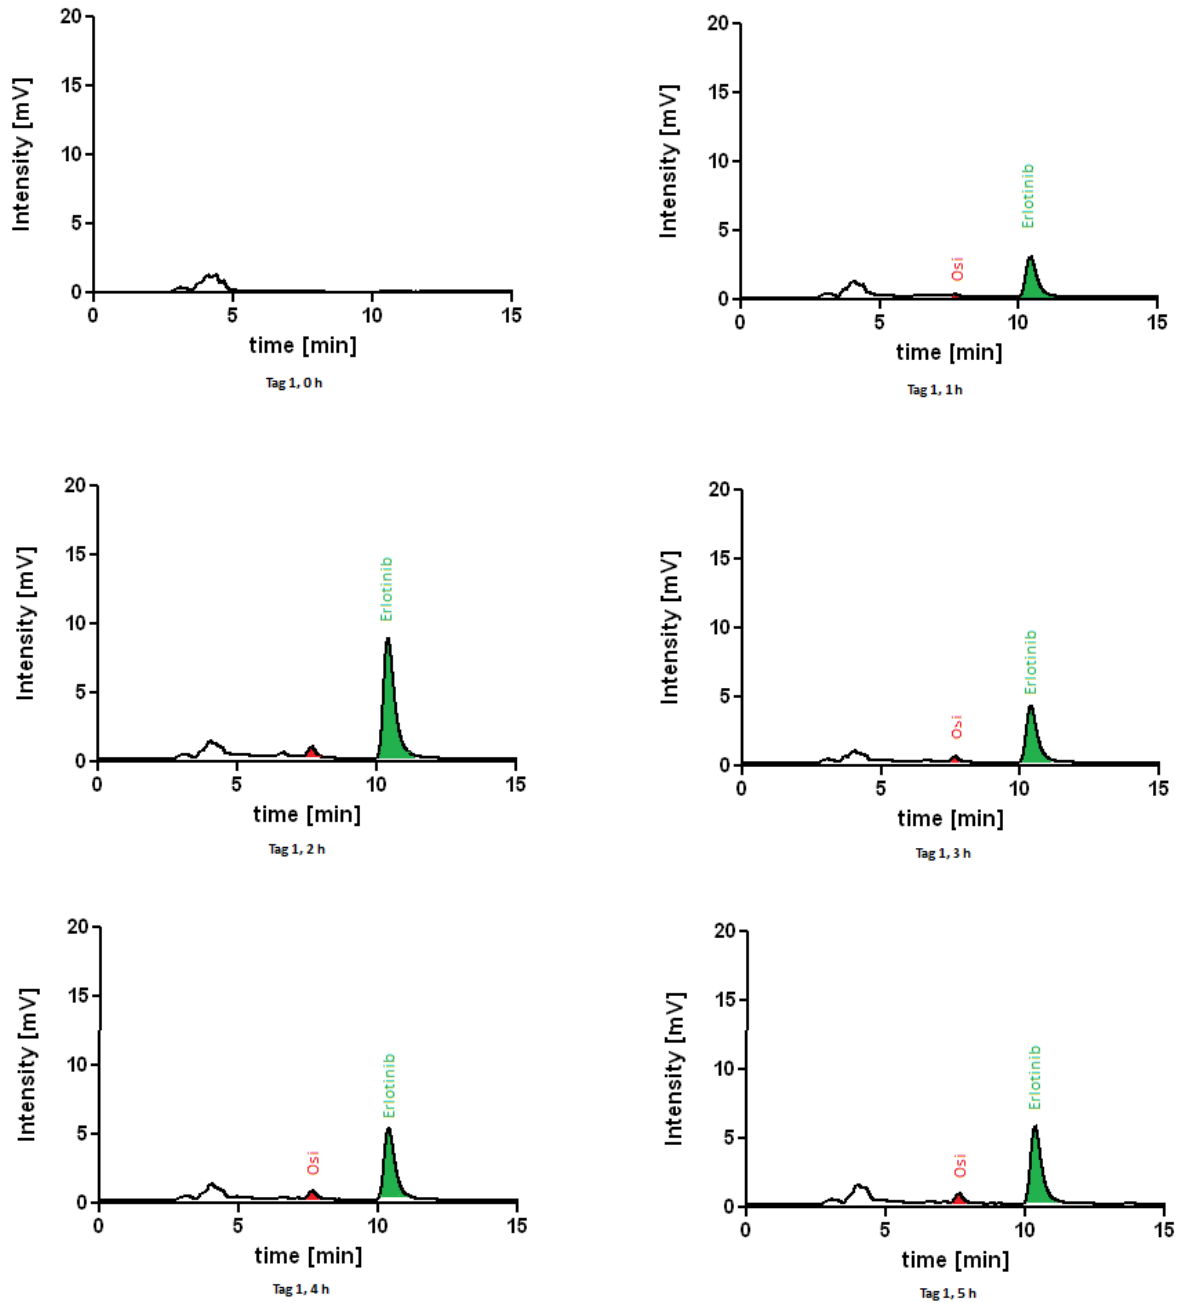 20
15
10
5
0
Intensity [mV]
0 5 10 15
time [min]
Tag 1, 0 h
20
15
10
5
0
Intensity [mV]
Osi
Erlotinib
0 5 10 15
time [min]
Tag 1, 1h
20
15
10
5
0
Intensity [mV]
Erlotinib
0 5 10 15
time [min]
Tag 1, 2 h
20
15
10
5
0
Intensity [mV]
Osi
Erlotinib
0 5 10 15
time [min]
Tag 1, 3 h
20
15
10
5
0
Intensity [mV]
Osi
Erlotinib
0 5 10 15
time [min]
Tag 1, 4 h
20
15
10
5
0
Intensity [mV]
Osi
Erlotinib
0 5 10 15
time [min]
Tag 1, 5 h